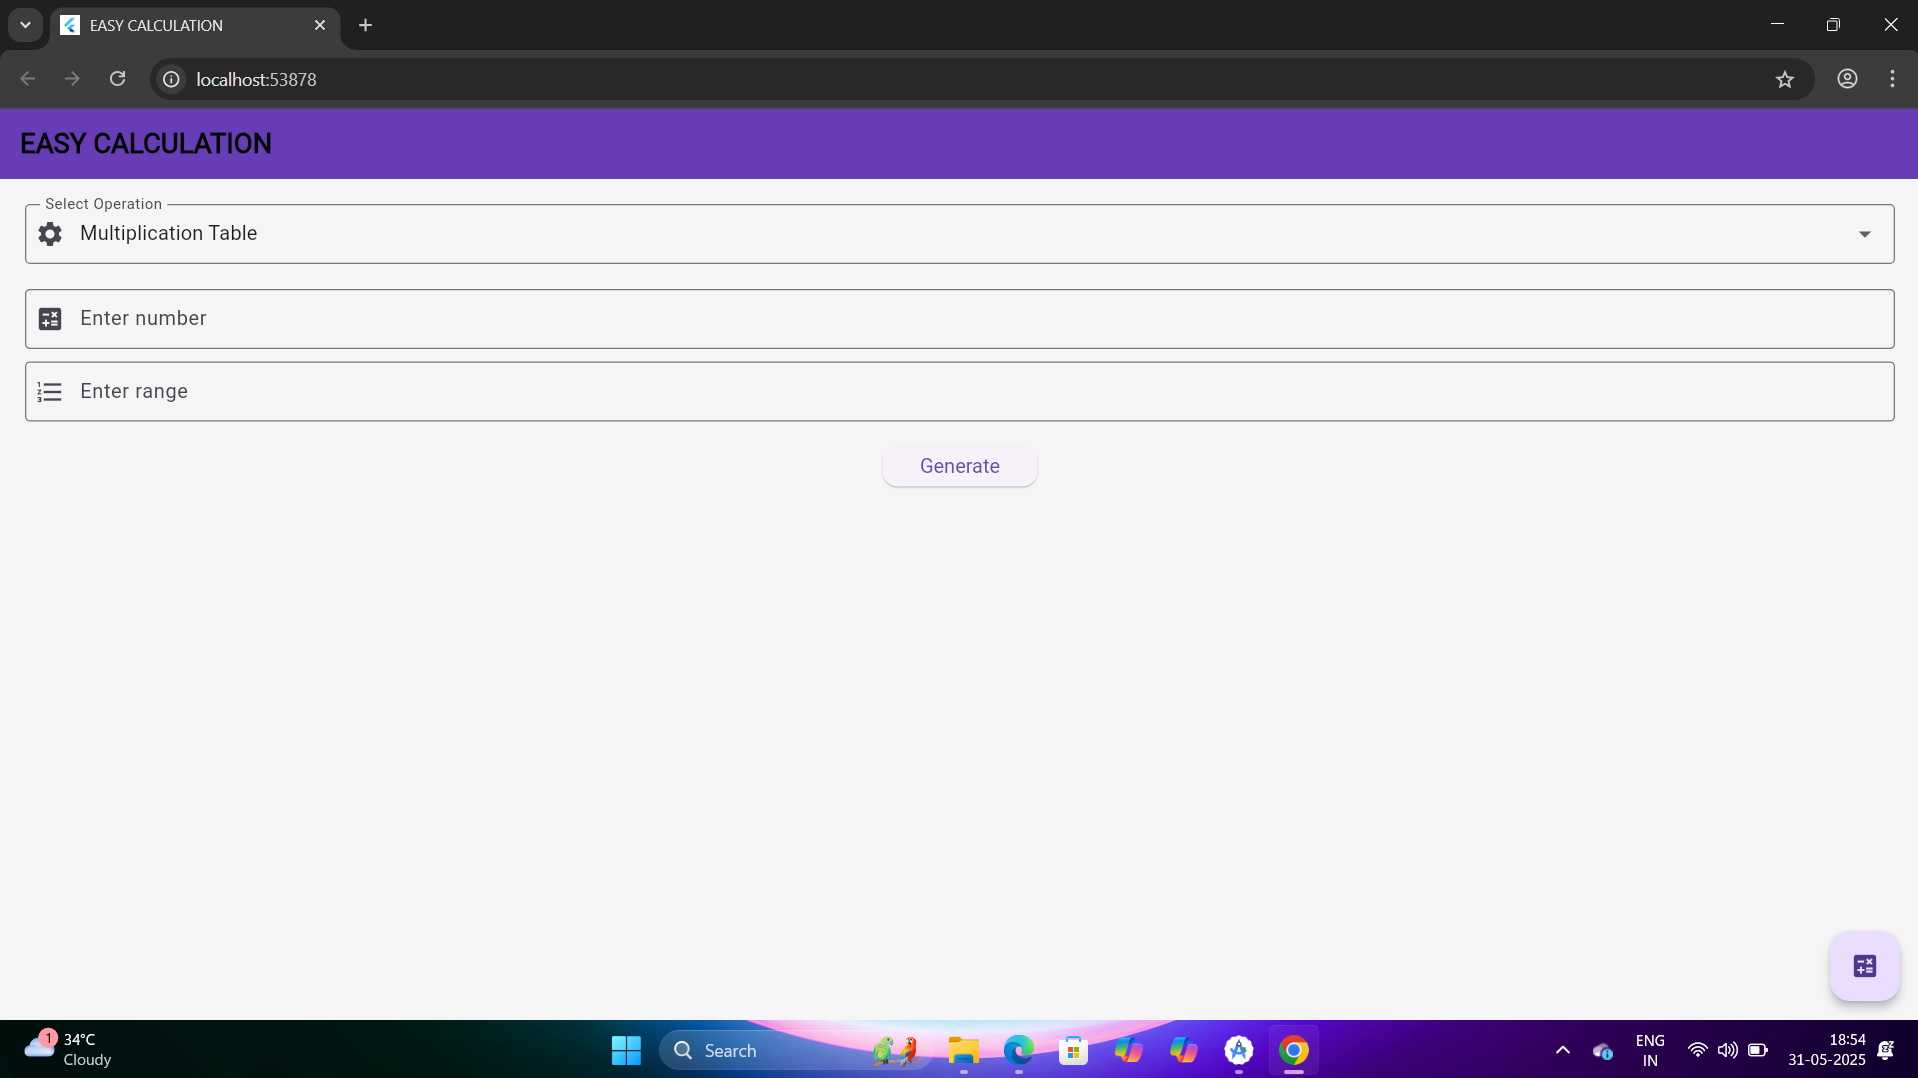 EASY CALCULATION
localhost:53878
EASY CALCULATION
Select Operation
Multiplication Table
Enter number
Enter range
Generate
1
34°C
Cloudy
Search
ENG
IN
18:54
31-05-2025